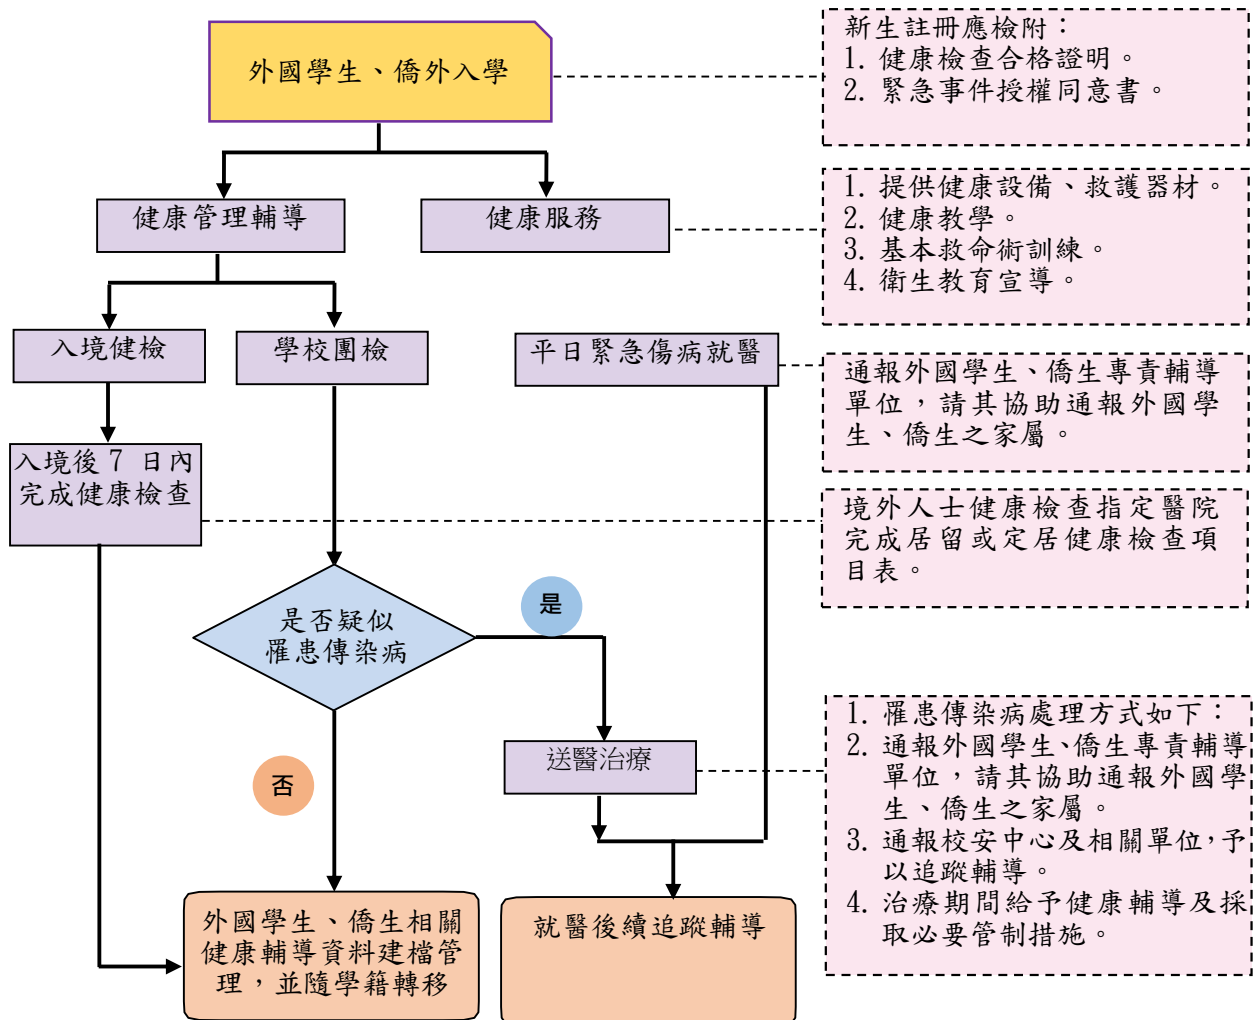 外國學生、僑外入學
新生註冊應檢附：
1. 健康檢查合格證明。
2. 緊急事件授權同意書。
健康管理輔導
健康服務
1. 提供健康設備、救護器材。
2. 健康教學。
3. 基本救命術訓練。
4. 衛生教育宣導。
入境健檢
學校團檢
平日緊急傷病就醫
通報外國學生、僑生專責輔導
單位，請其協助通報外國學
生、僑生之家屬。
入境後 7 日內
完成健康檢查
境外人士健康檢查指定醫院
完成居留或定居健康檢查項
目表。
是否疑似
罹患傳染病
是
否
送醫治療
1. 罹患傳染病處理方式如下：
2. 通報外國學生、僑生專責輔導
單位，請其協助通報外國學
生、僑生之家屬。
3. 通報校安中心及相關單位，予
以追蹤輔導。
4. 治療期間給予健康輔導及採
取必要管制措施。
外國學生、僑生相關
健康輔導資料建檔管
理，並隨學籍轉移
就醫後續追蹤輔導